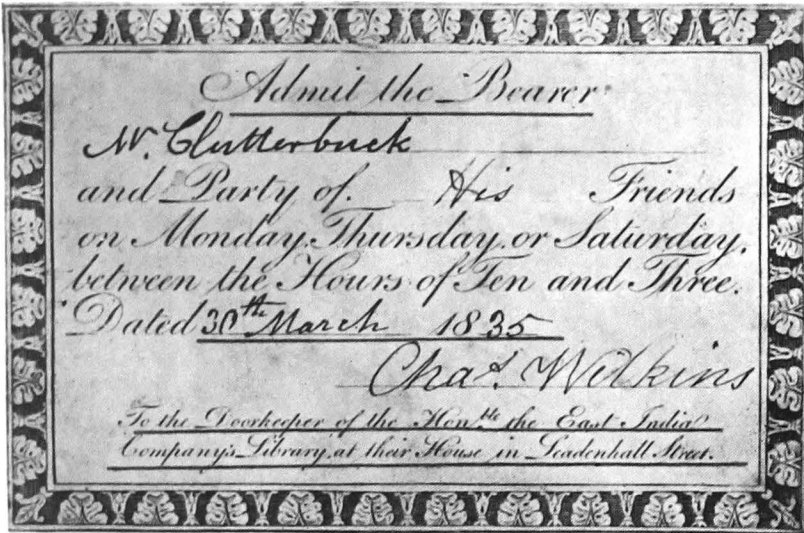 Admit the Bearer
Mr. Clutterbuck
and Party of His Friends
on Monday, Thursday, or Saturday,
between the Hours of Ten and Three.
Dated 30th March 1835
Chas. Wilkins
To the Doorkeeper of the Honble the East India
Company's Library, at their House in Leadenhall Street.